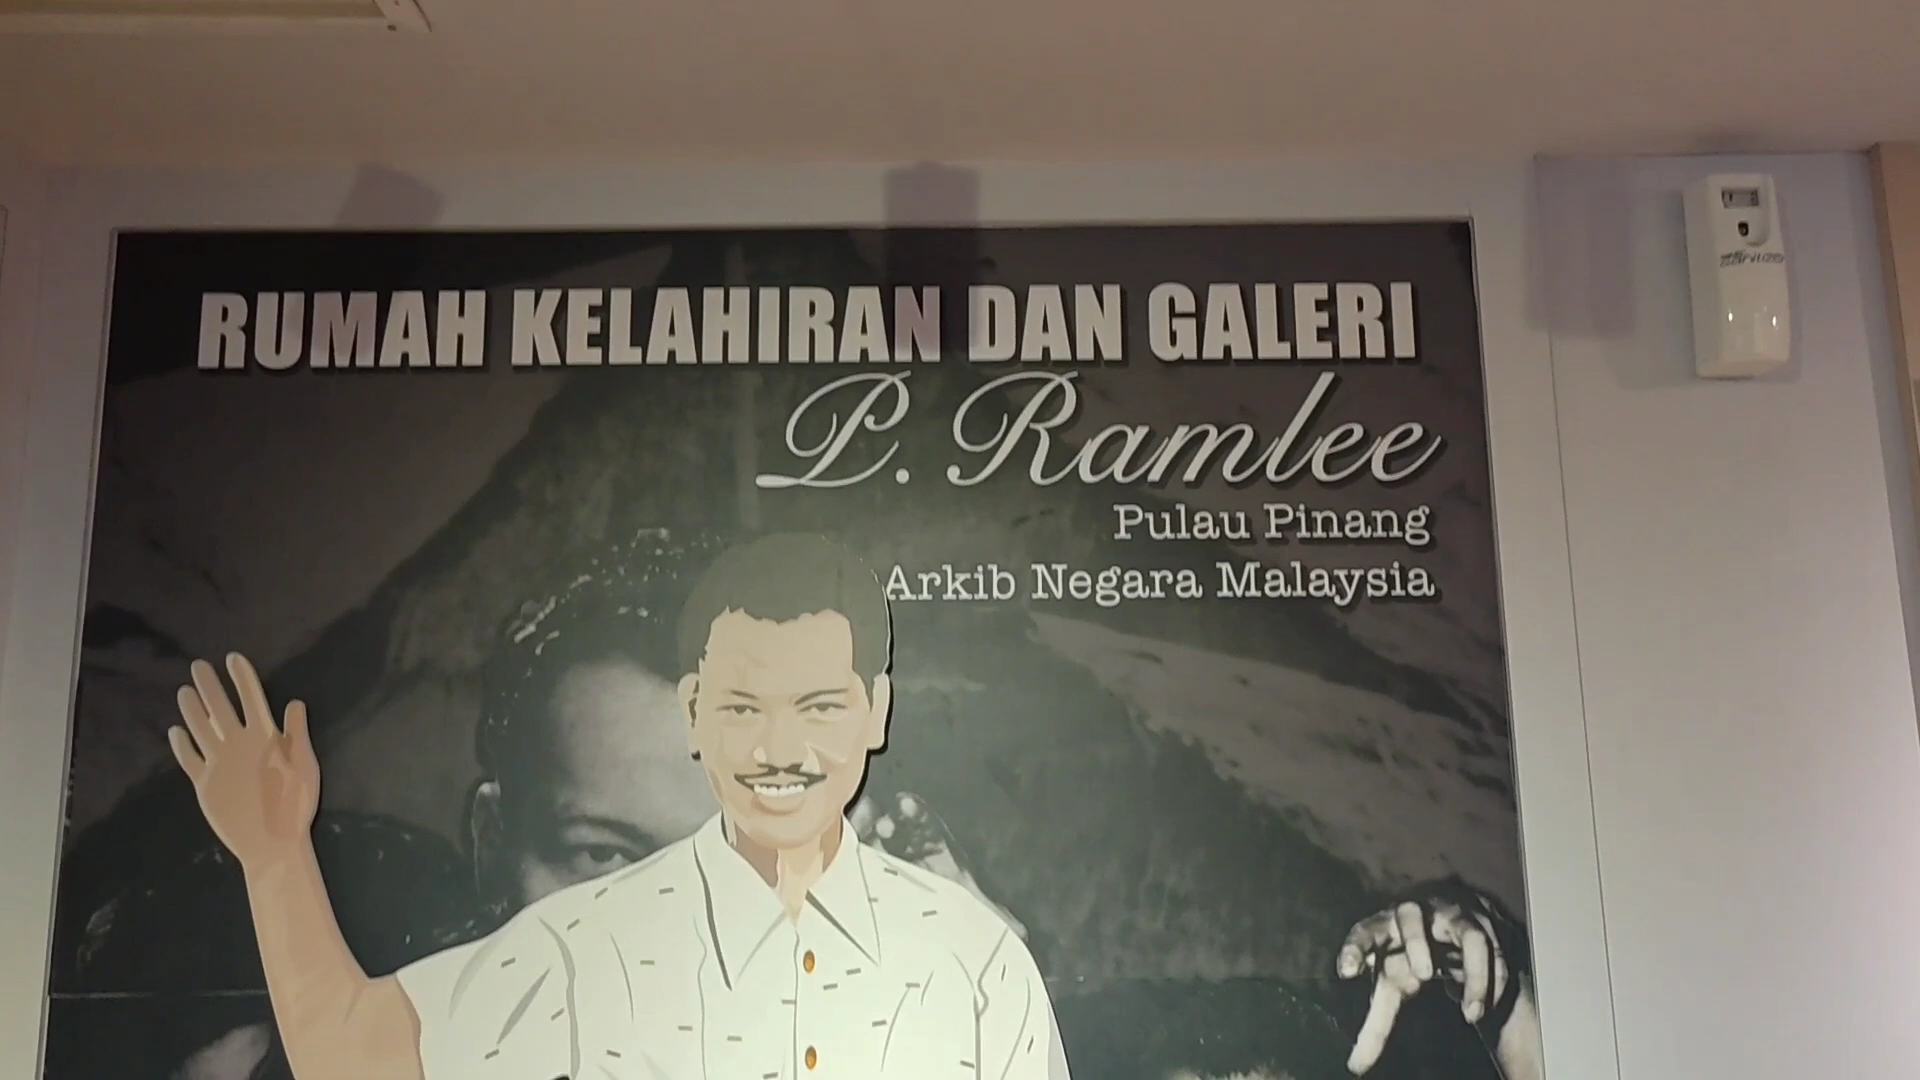 RUMAH KELAHIRAN DAN GALERI
P. Ramlee
Pulau Pinang
Arkib Negara Malaysia